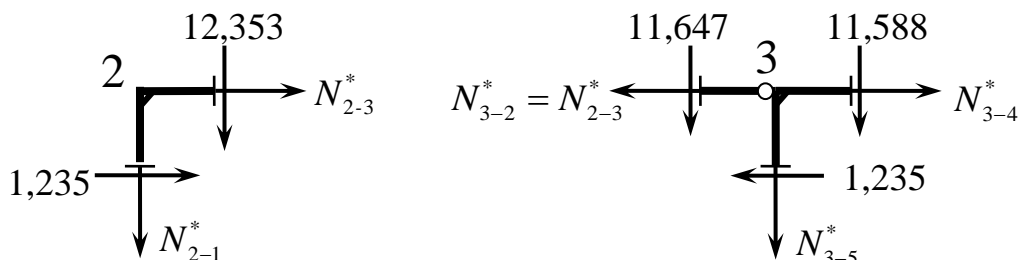 12,353
2
N*2-3
1,235
N*2–1
11,647
3
11,588
N*3–2 = N*2–3
N*3–4
1,235
N*3–5